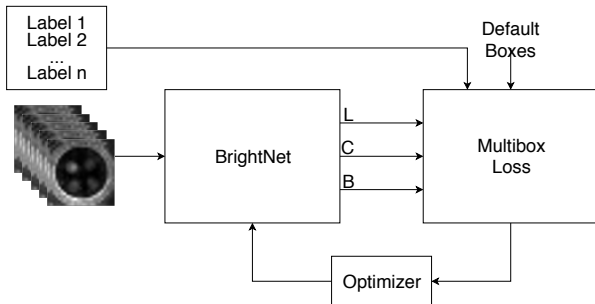 Label 1
Label 2
...
Label n
Default
Boxes
BrightNet
L
C
B
Multibox
Loss
Optimizer